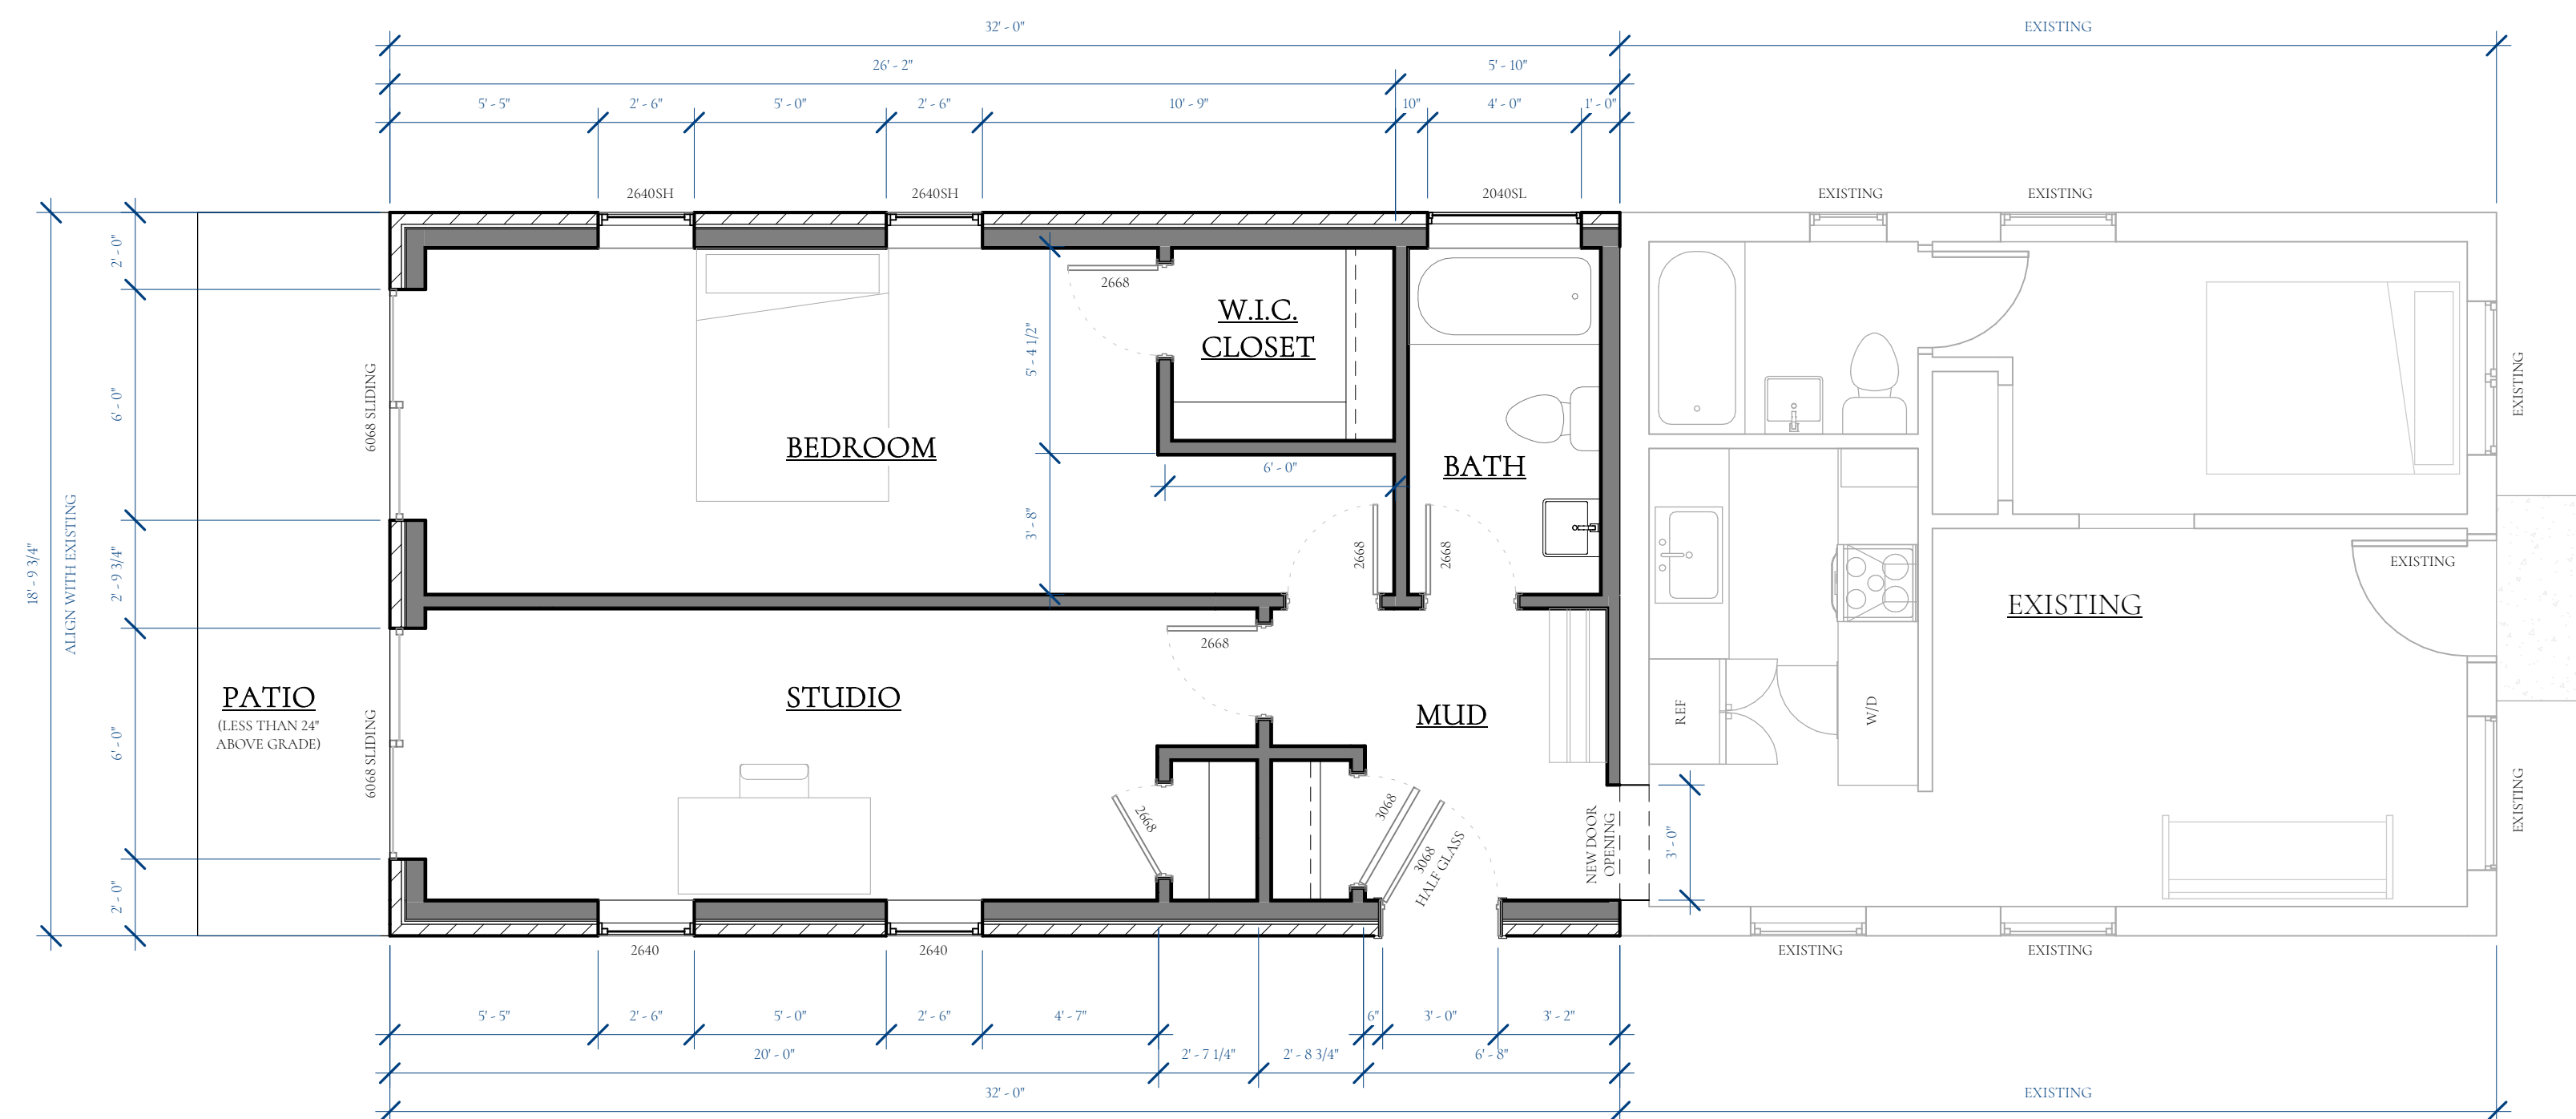 32' - 0"
EXISTING
26' - 2"
5' - 10"
5' - 5"
2' - 6"
5' - 0"
2' - 6"
10' - 9"
10"
4' - 0"
1' - 0"
2640SH
2640SH
2040SL
EXISTING
EXISTING
2' - 0"
6' - 0"
2' - 9 3/4"
6' - 0"
2' - 0"
18' - 9 3/4"
ALIGN WITH EXISTING
6068 SLIDING
6068 SLIDING
PATIO
(LESS THAN 24"
ABOVE GRADE)
BEDROOM
5' - 4 1/2"
3' - 8"
2668
W.I.C.
CLOSET
6' - 0"
2668
2668
BATH
STUDIO
2668
MUD
2668
3068
3068
HALF GLASS
NEW DOOR
OPENING
3' - 0"
REF
W/D
EXISTING
EXISTING
EXISTING
EXISTING
2640
2640
EXISTING
EXISTING
5' - 5"
2' - 6"
5' - 0"
2' - 6"
4' - 7"
6"
3' - 0"
3' - 2"
20' - 0"
2' - 7 1/4"
2' - 8 3/4"
6' - 8"
32' - 0"
EXISTING